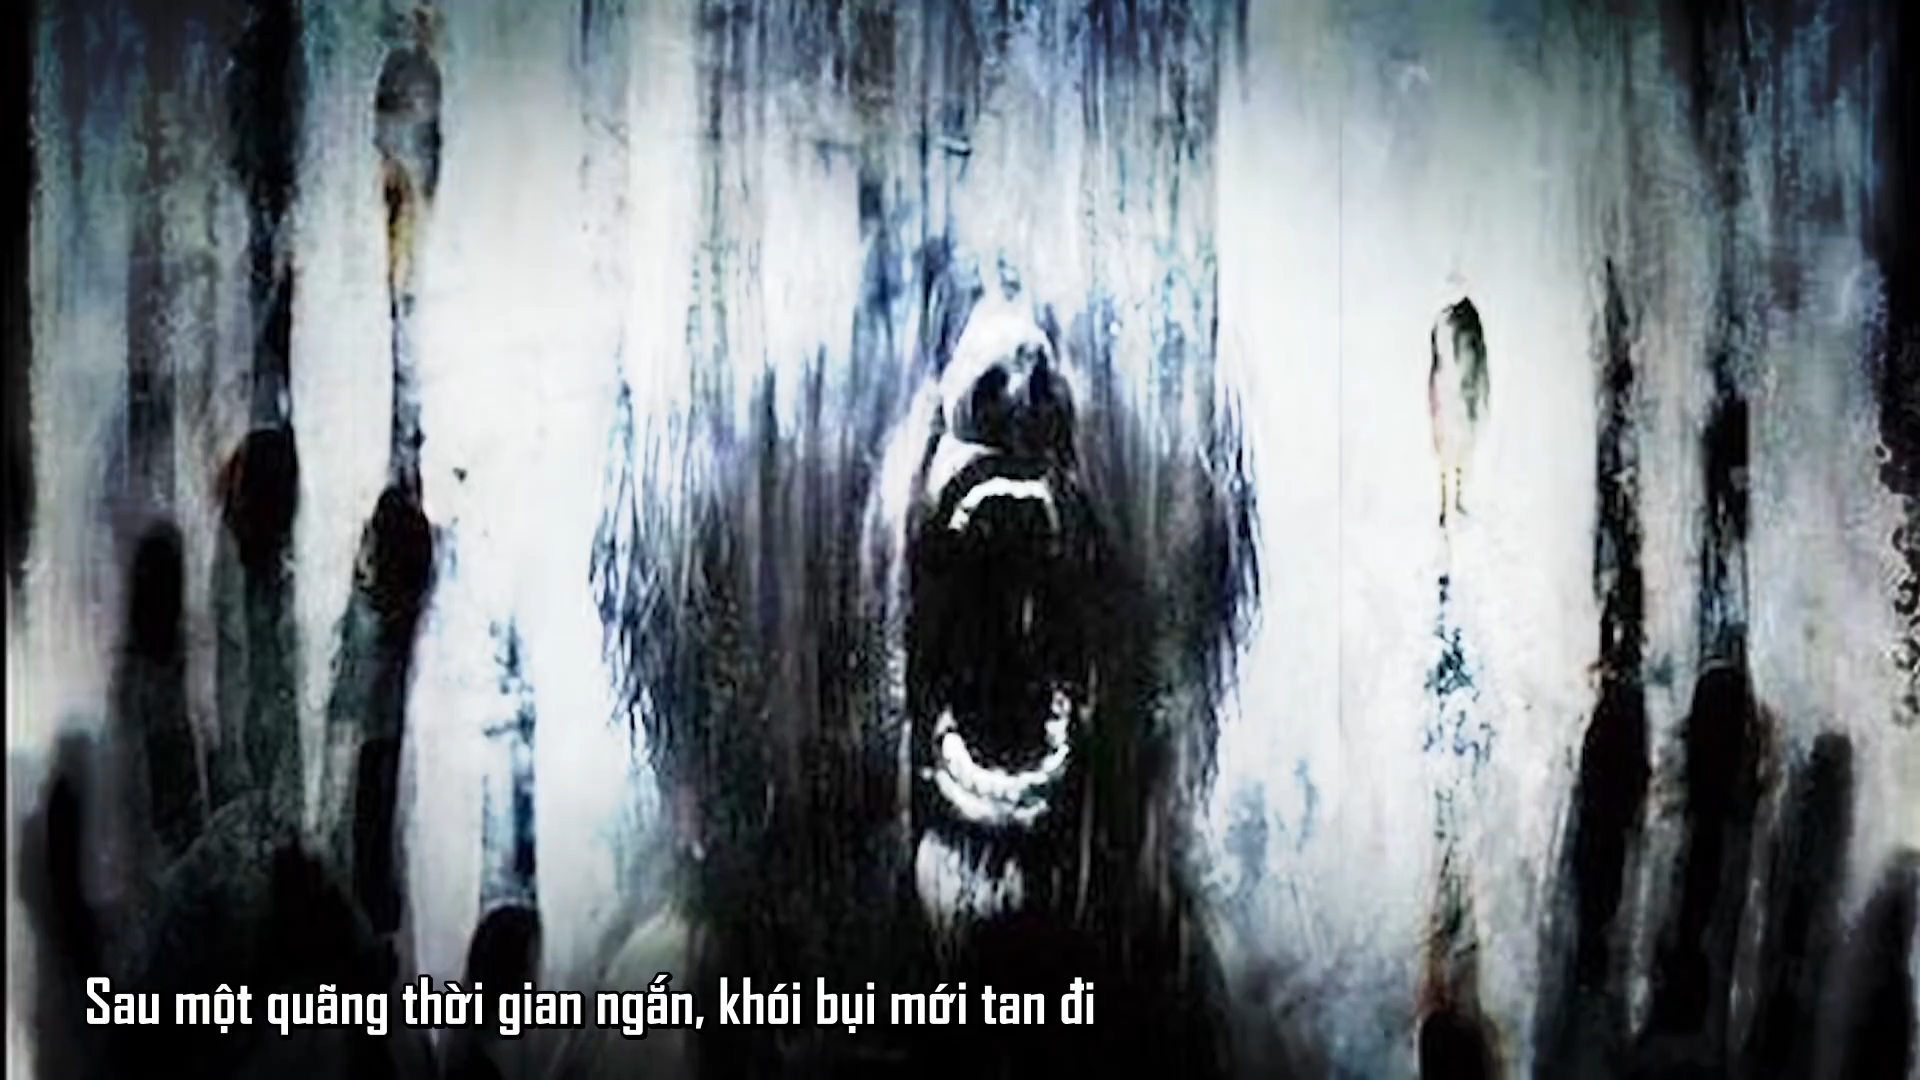 Sau một quãng thời gian ngắn, khói bụi mới tan đi